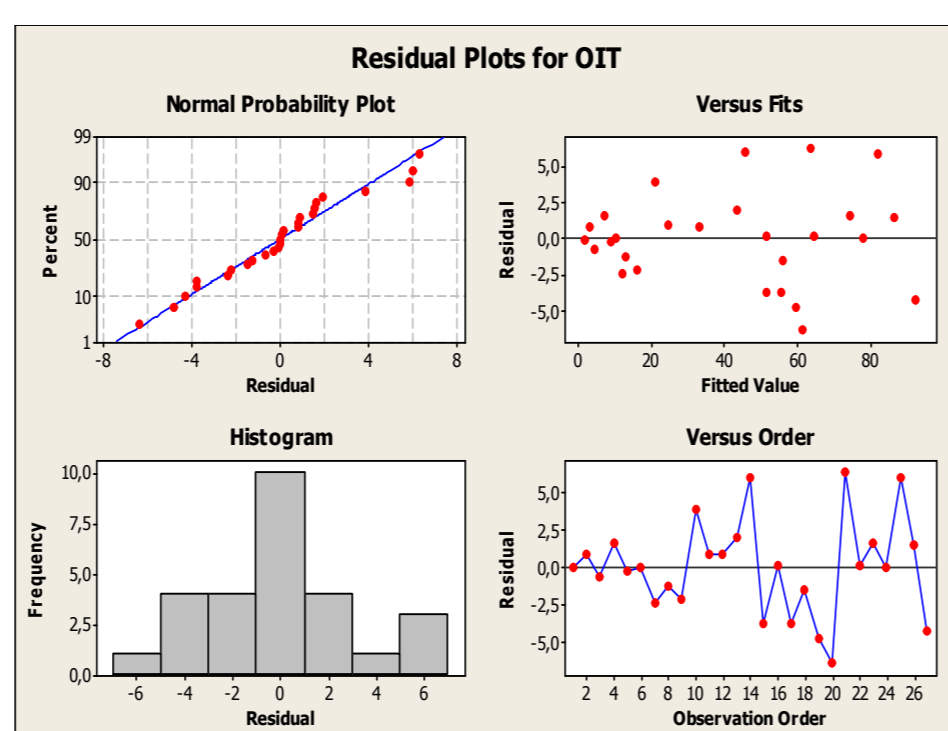 Residual Plots for OIT
Normal Probability Plot
99
90
50
10
1
Percent
-8 -4 0 4 8
Residual
Versus Fits
5,0
2,5
0,0
-2,5
-5,0
Residual
0 20 40 60 80
Fitted Value
Histogram
10,0
7,5
5,0
2,5
0,0
Frequency
-6 -4 -2 0 2 4 6
Residual
Versus Order
5,0
2,5
0,0
-2,5
-5,0
Residual
2 4 6 8 10 12 14 16 18 20 22 24 26
Observation Order